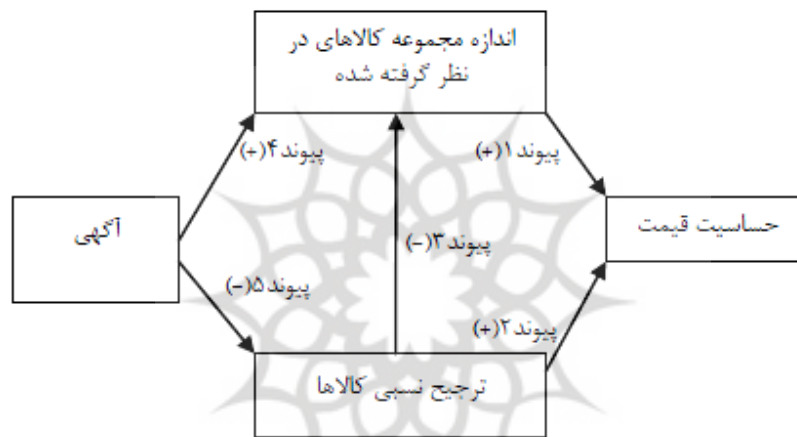 اندازه مجموعه کالاهای در
نظر گرفته شده
پیوند۴(+)
پیوند۱(+)
آگهی
حساسیت قیمت
پیوند۳(-)
پیوند۵(-)
پیوند۲(+)
ترجیح نسبی کالاها